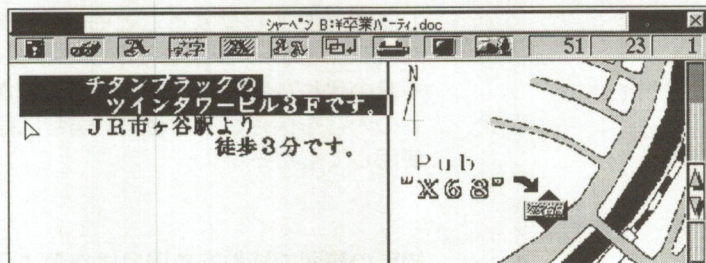 シャーペン B:¥卒業パーティ.doc
51 23 1
チタンブラックの
ツインタワービル3Fです。
JR市ヶ谷駅より
徒歩3分です。
N
Pub
"X68"